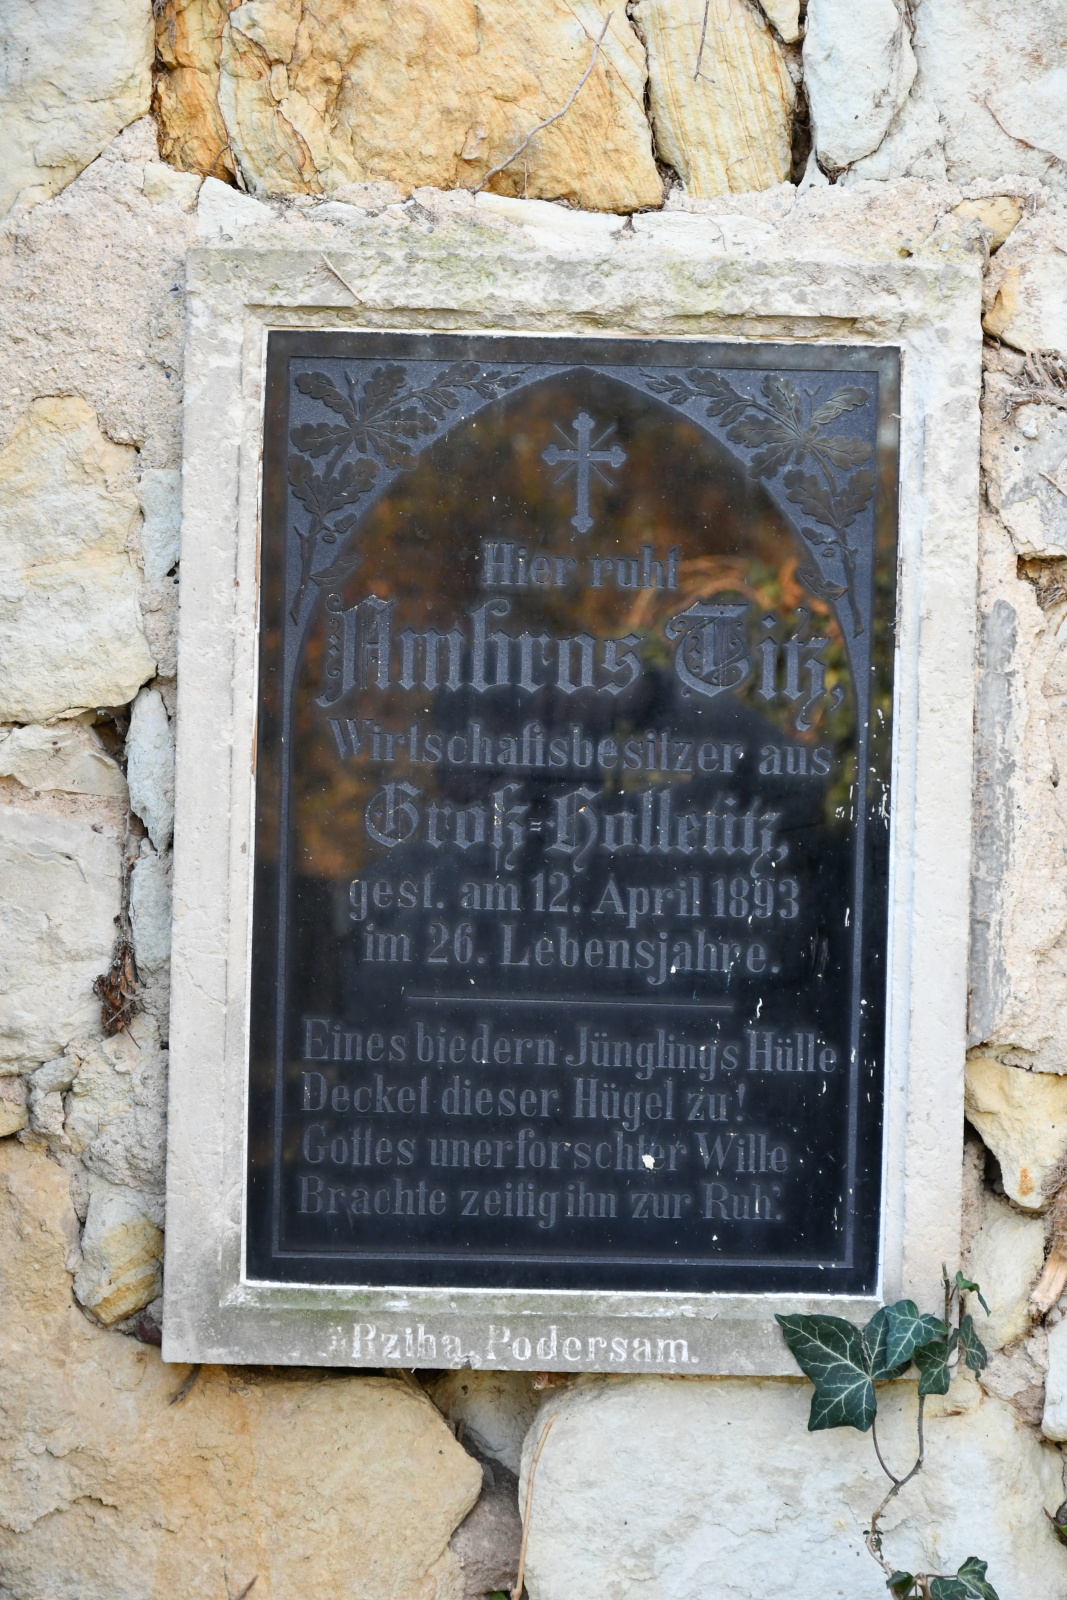 Hier ruht
Ambros Titz,
Wirtschaftsbesitzer aus
Groß-Holletitz,
gest. am 12. April 1893
im 26. Lebensjahre.
Eines biedern Jünglings Hülle
Decket dieser Hügel zu!
Gottes unerforschter Wille
Brachte zeitig ihn zur Ruh'.
Rziha, Podersam.